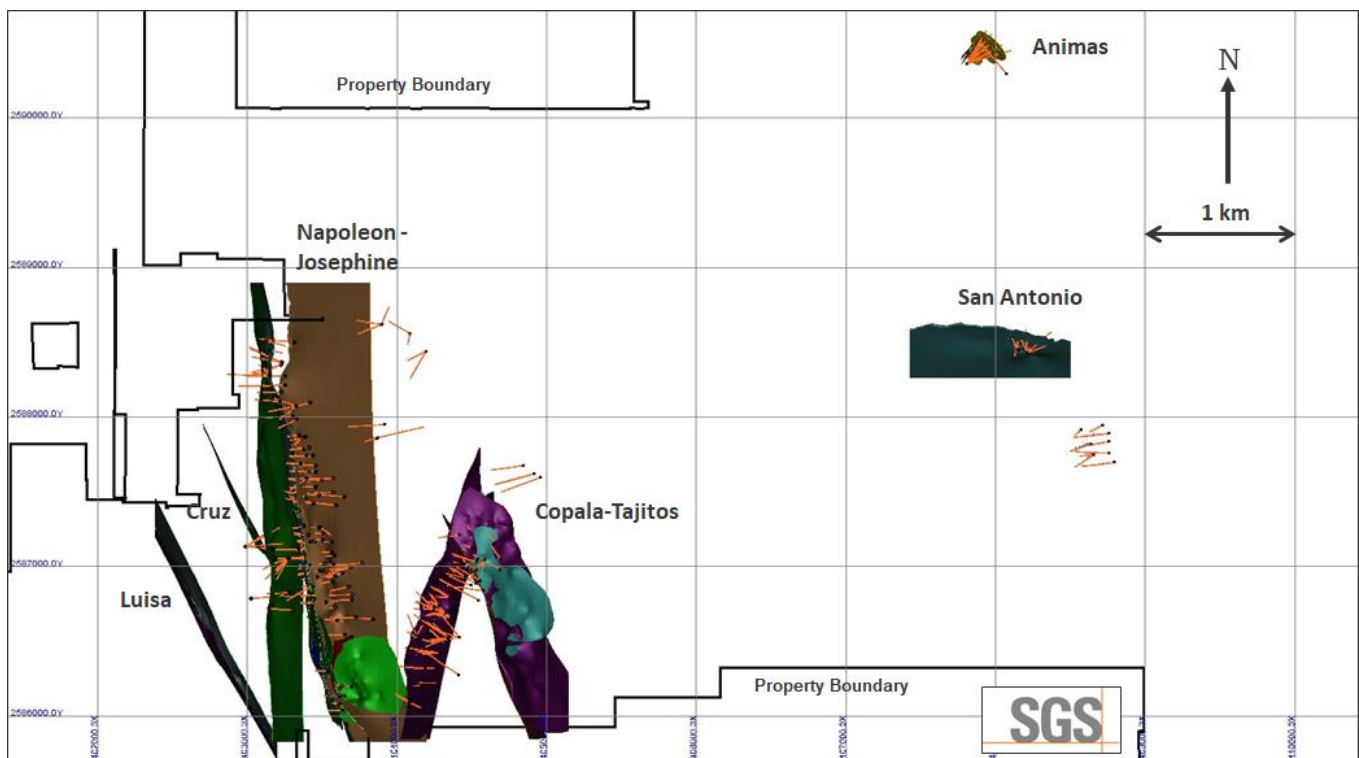 Animas
N
Property Boundary
2590000.0Y
1 km
Napoleon -
Josephine
2589000.0Y
San Antonio
2588000.0Y
Cruz
Copala-Tajitos
2587000.0Y
Luisa
Property Boundary
2586000.0Y
SGS